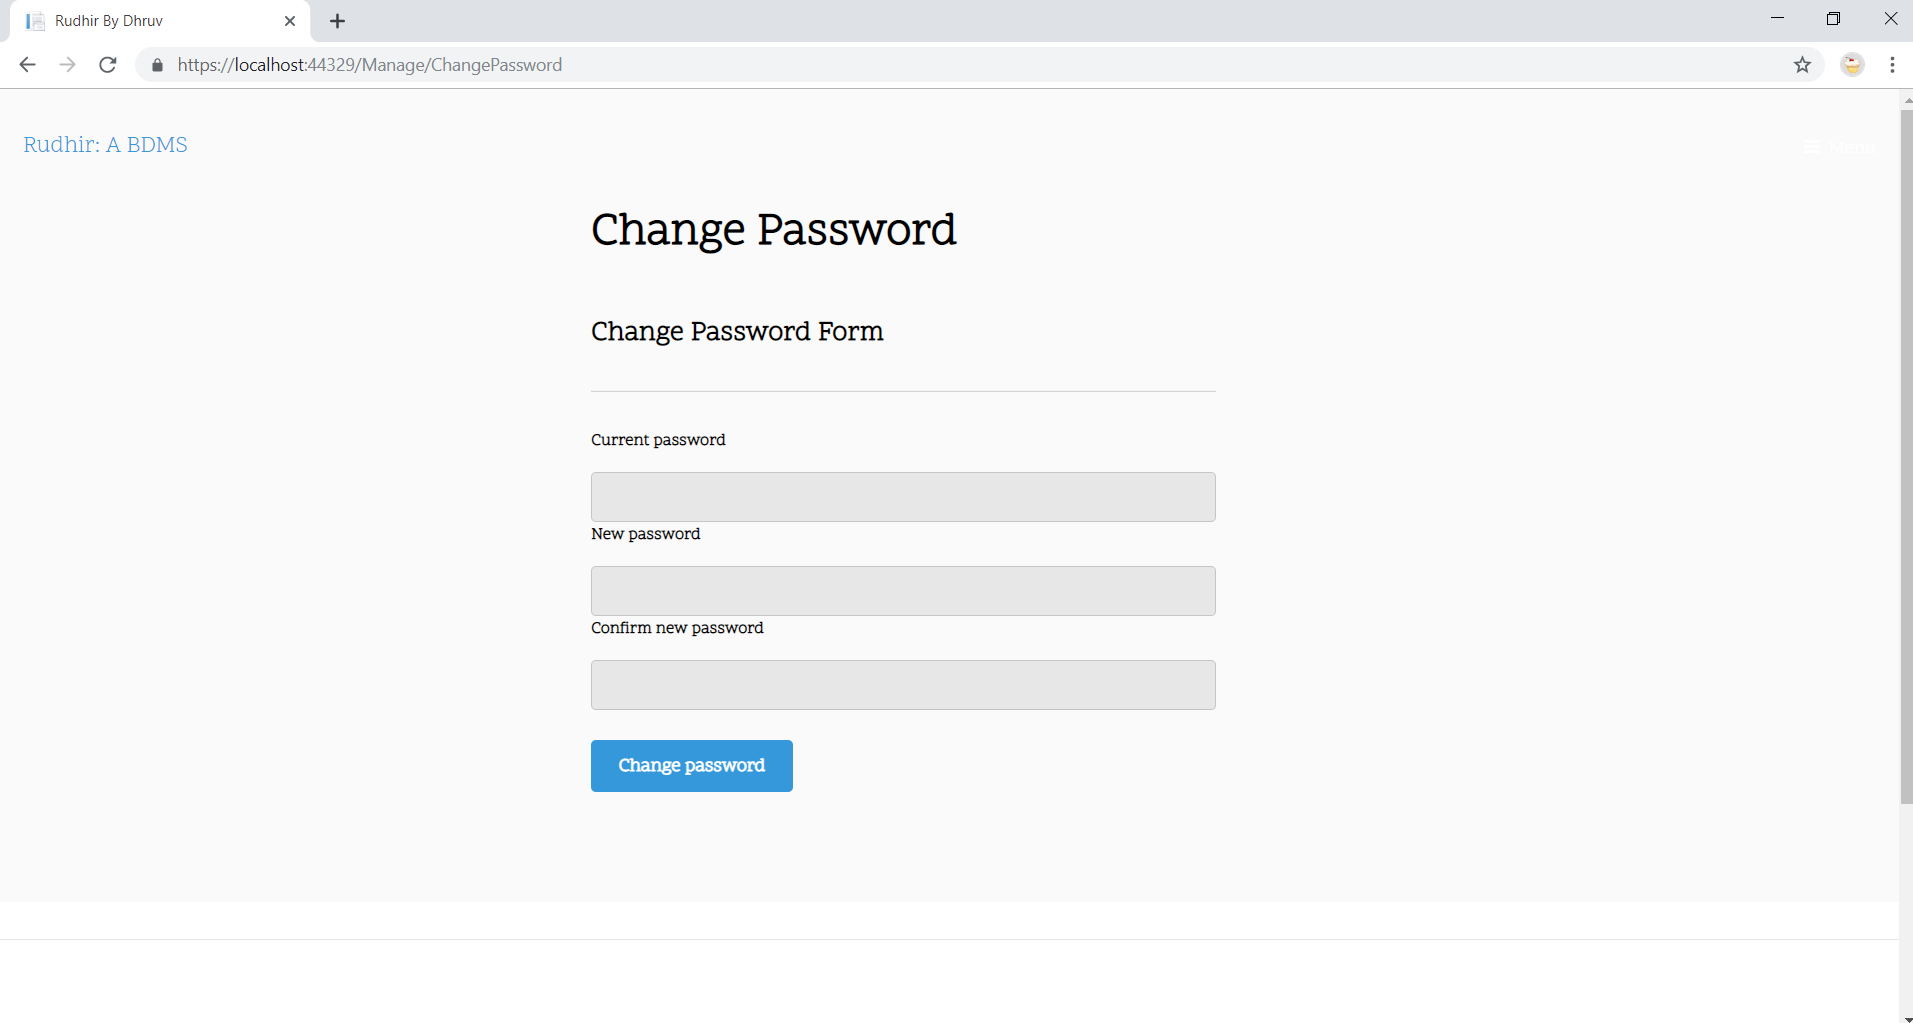 Rudhir By Dhruv
https://localhost:44329/Manage/ChangePassword
Rudhir: A BDMS
Menu
Change Password
Change Password Form
Current password
New password
Confirm new password
Change password